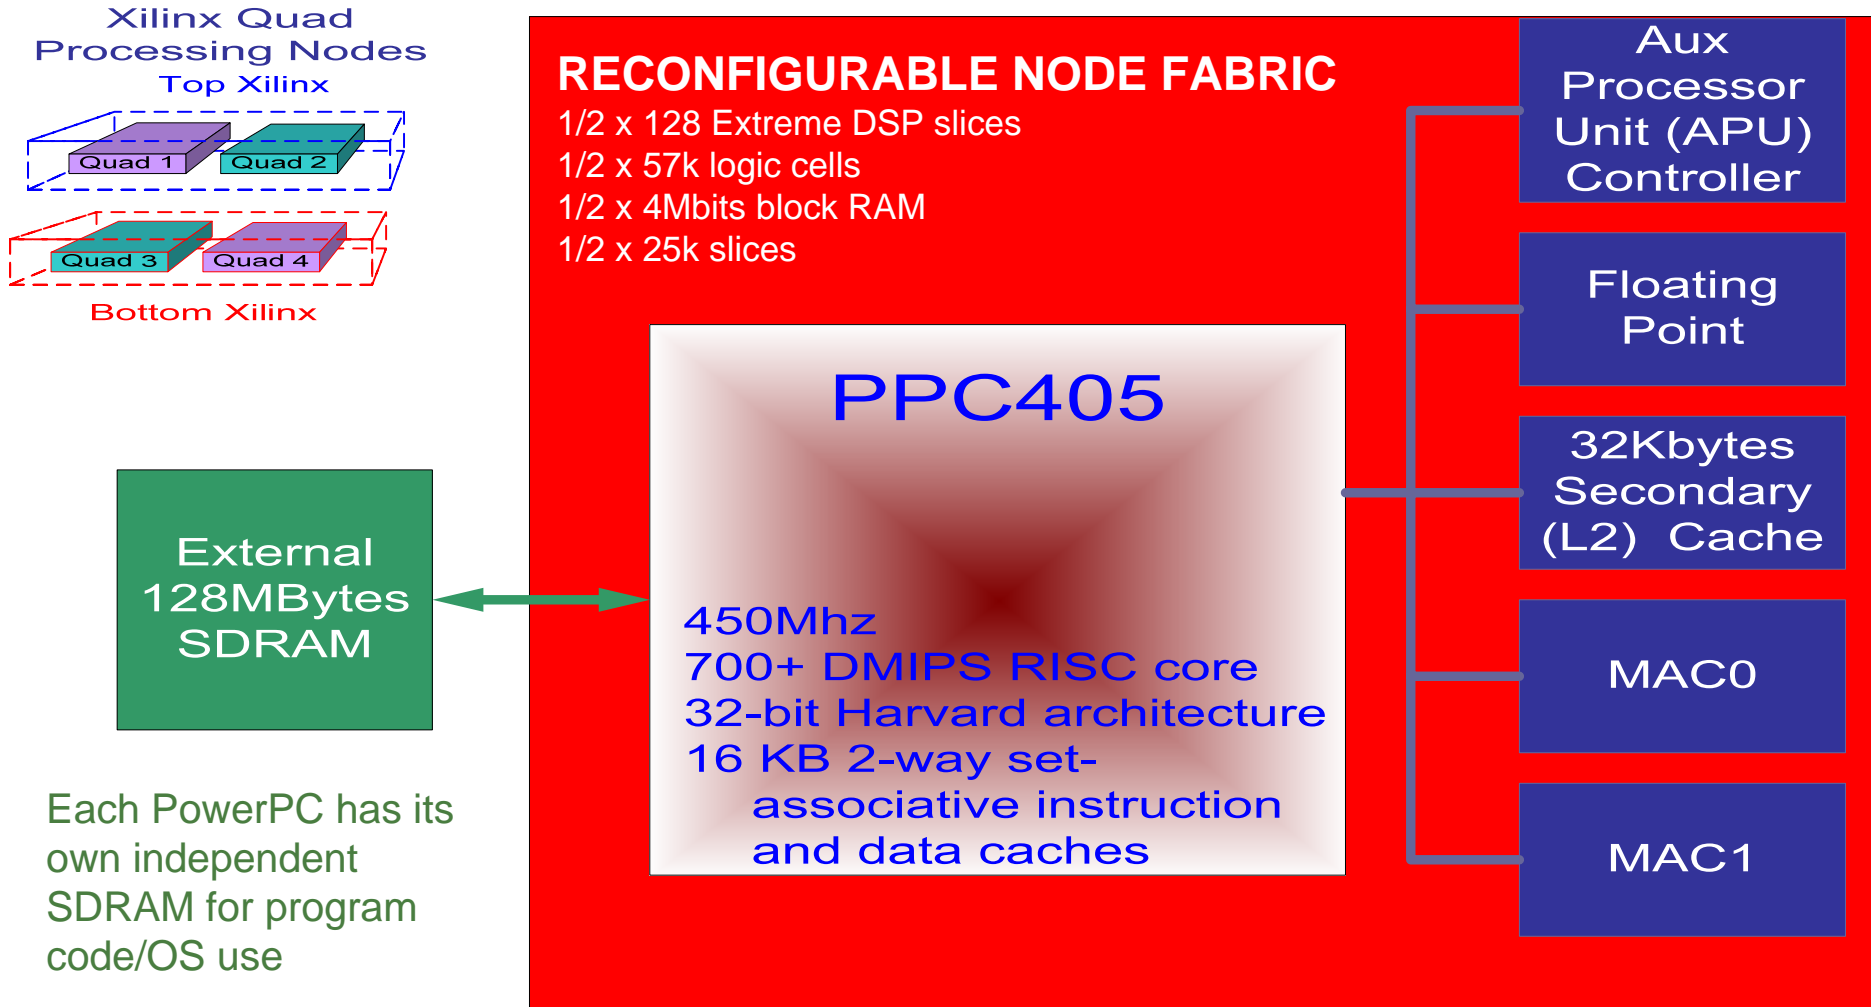 Xilinx Quad
Processing Nodes
Top Xilinx
Quad 1
Quad 2
Quad 3
Quad 4
Bottom Xilinx
External
128MBytes
SDRAM
Each PowerPC has its
own independent
SDRAM for program
code/OS use
RECONFIGURABLE NODE FABRIC
1/2 x 128 Extreme DSP slices
1/2 x 57k logic cells
1/2 x 4Mbits block RAM
1/2 x 25k slices
PPC405
450Mhz
700+ DMIPS RISC core
32-bit Harvard architecture
16 KB 2-way set-
associative instruction
and data caches
Aux
Processor
Unit (APU)
Controller
Floating
Point
32Kbytes
Secondary
(L2) Cache
MAC0
MAC1